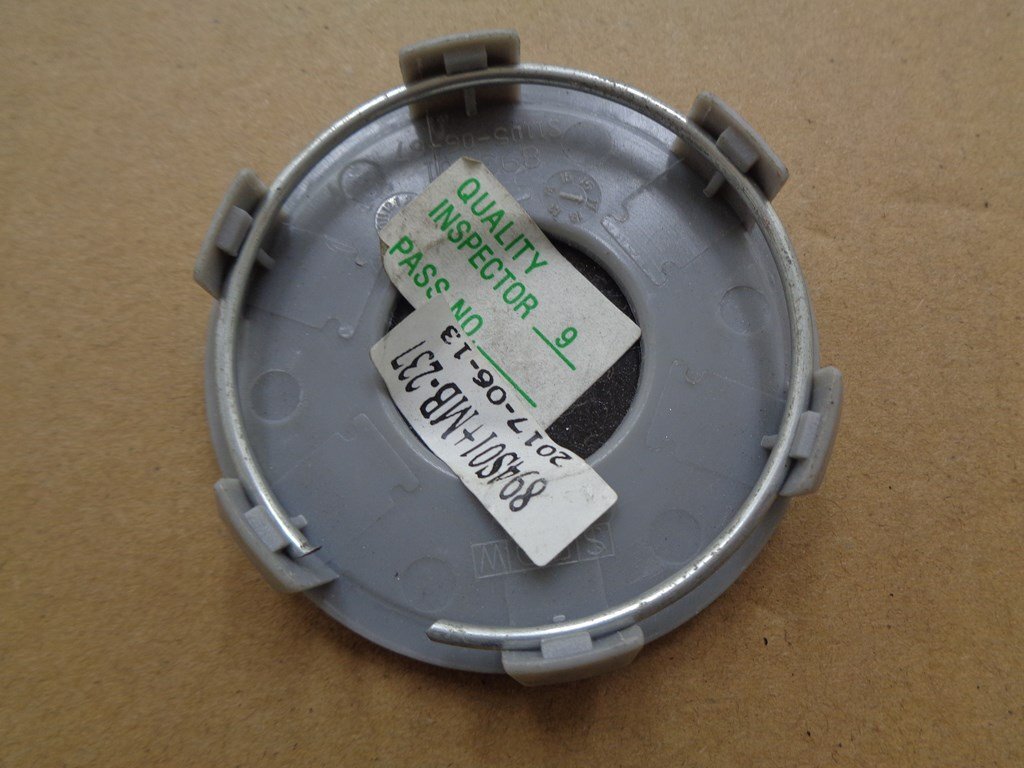 QUALITY
INSPECTOR 9
PASS NO.
2017-06-13
894S01+MB-237